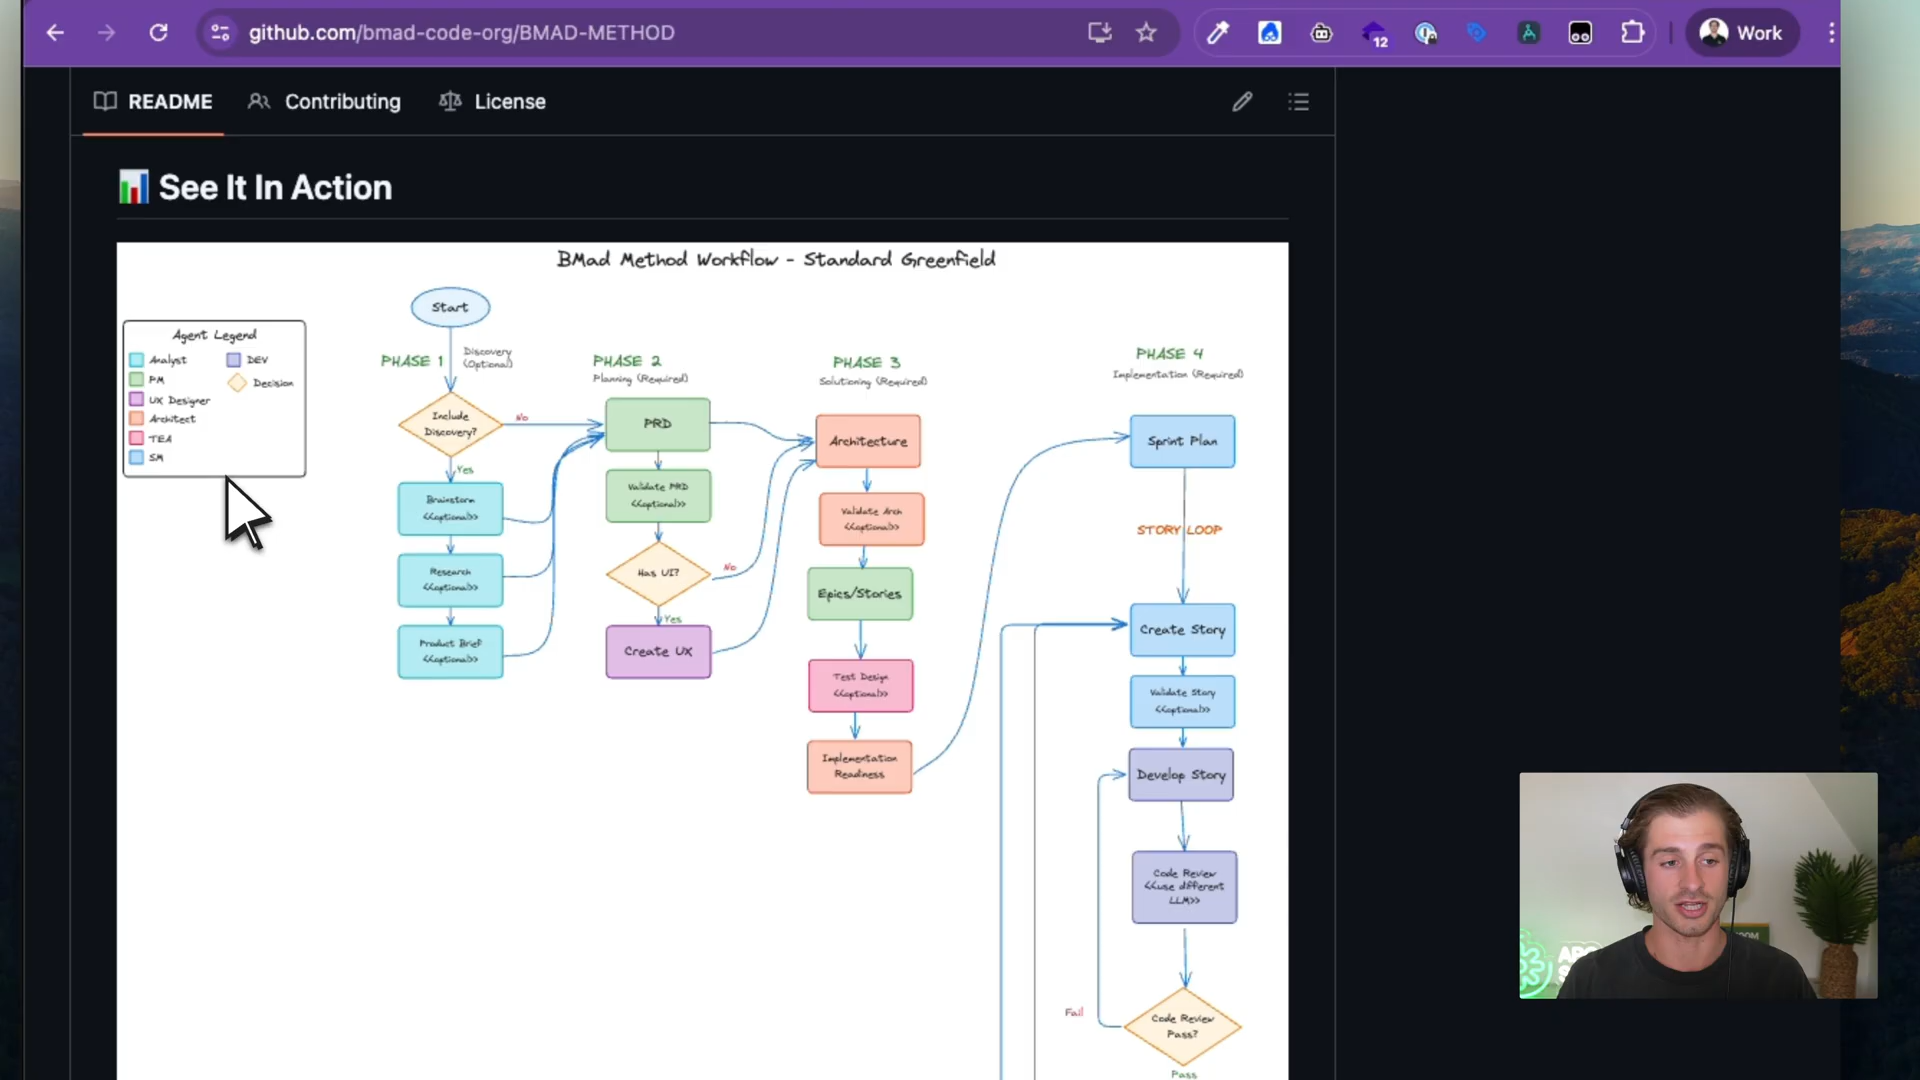 github.com/bmad-code-org/BMAD-METHOD
12
Work
README
Contributing
License
See It In Action
BMad Method Workflow - Standard Greenfield
Start
Agent Legend
Analyst
DEV
PM
Decision
UX Designer
Architect
TEA
SM
PHASE 1
Discovery
(Optional)
Include
Discovery?
No
Yes
Brainstorm
<<optional>>
Research
<<optional>>
Product Brief
<<optional>>
PHASE 2
Planning (Required)
PRD
Validate PRD
<<optional>>
Has UI?
No
Yes
Create UX
PHASE 3
Solutioning (Required)
Architecture
Validate Arch
<<optional>>
Epics/Stories
Test Design
<<optional>>
Implementation
Readiness
PHASE 4
Implementation (Required)
Sprint Plan
STORY LOOP
Create Story
Validate Story
<<optional>>
Develop Story
Code Review
<<use different
LLM>>
Code Review
Pass?
Fail
Pass